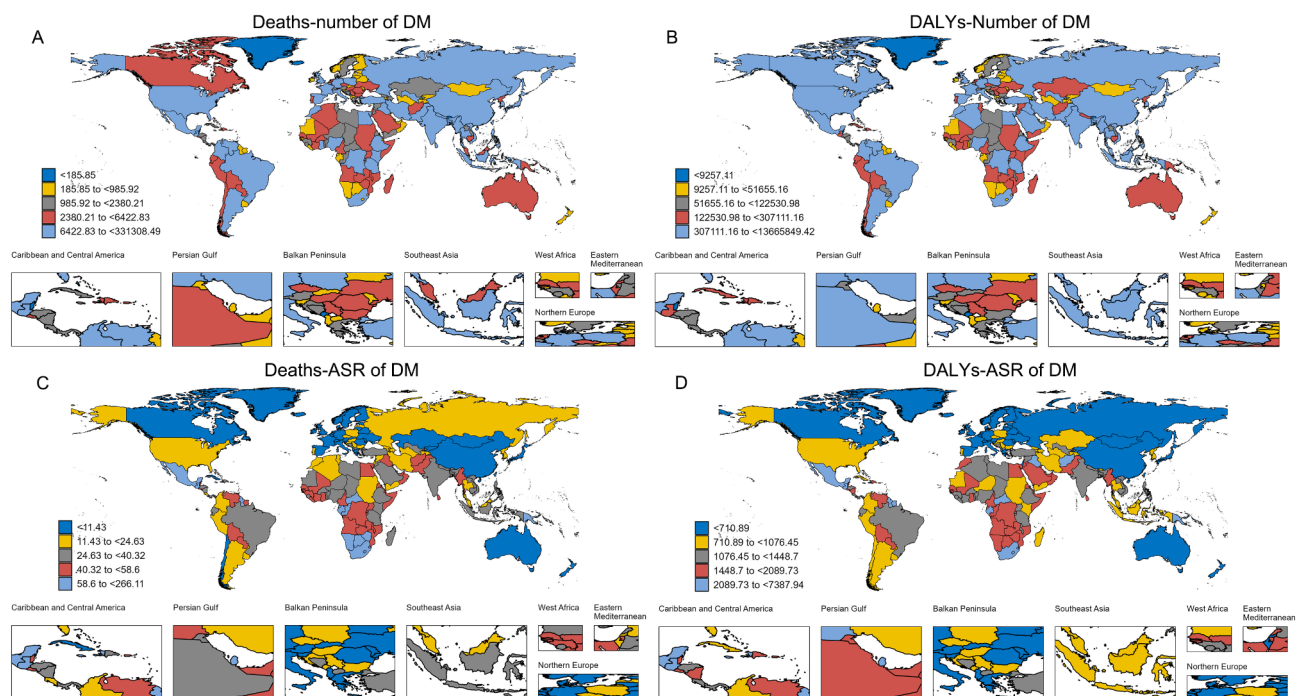 Deaths-number of DM
A
<185.85
185.85 to <985.92
985.92 to <2380.21
2380.21 to <6422.83
6422.83 to <331308.49
Caribbean and Central America
Persian Gulf
Balkan Peninsula
Southeast Asia
West Africa
Eastern
Mediterranean
Northern Europe
DALYs-Number of DM
B
<9257.11
9257.11 to <51655.16
51655.16 to <122530.98
122530.98 to <307111.16
307111.16 to <13665849.42
Caribbean and Central America
Persian Gulf
Balkan Peninsula
Southeast Asia
West Africa
Eastern
Mediterranean
Northern Europe
Deaths-ASR of DM
C
<11.43
11.43 to <24.63
24.63 to <40.32
40.32 to <58.6
58.6 to <266.11
Caribbean and Central America
Persian Gulf
Balkan Peninsula
Southeast Asia
West Africa
Eastern
Mediterranean
Northern Europe
DALYs-ASR of DM
D
<710.89
710.89 to <1076.45
1076.45 to <1448.7
1448.7 to <2089.73
2089.73 to <7387.94
Caribbean and Central America
Persian Gulf
Balkan Peninsula
Southeast Asia
West Africa
Eastern
Mediterranean
Northern Europe